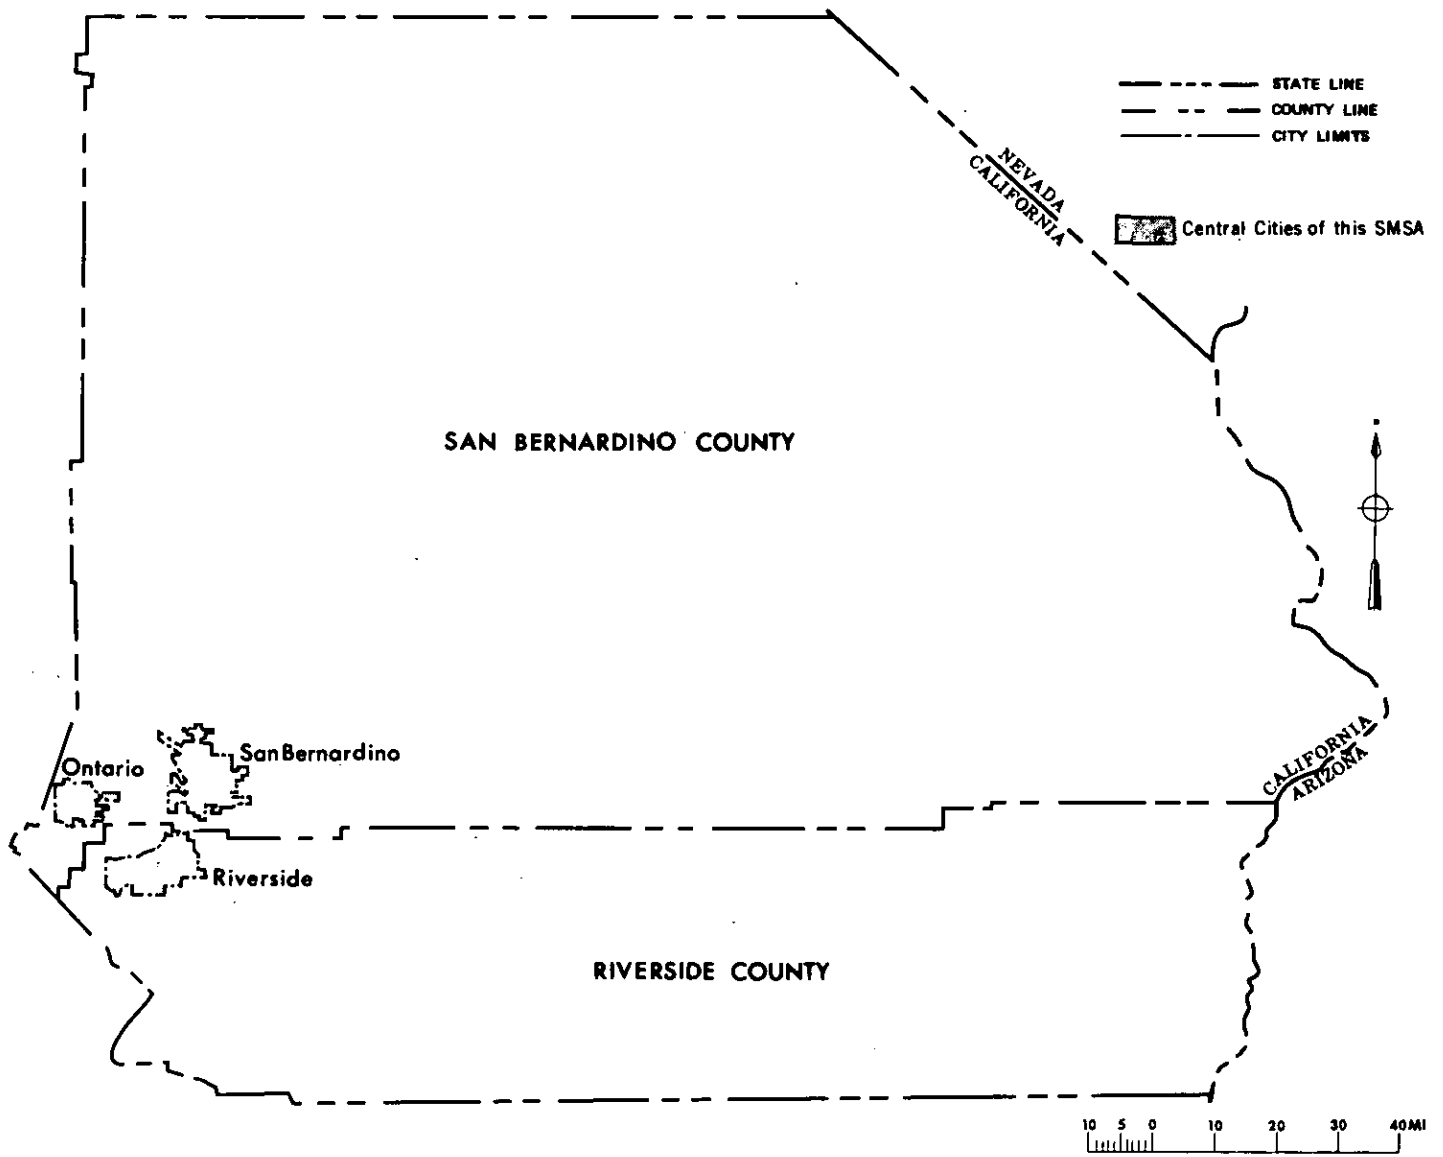 STATE LINE
COUNTY LINE
CITY LIMITS
NEVADA
CALIFORNIA
Central Cities of this SMSA
SAN BERNARDINO COUNTY
San Bernardino
Ontario
CALIFORNIA
ARIZONA
Riverside
RIVERSIDE COUNTY
10 5 0 10 20 30 40 MI